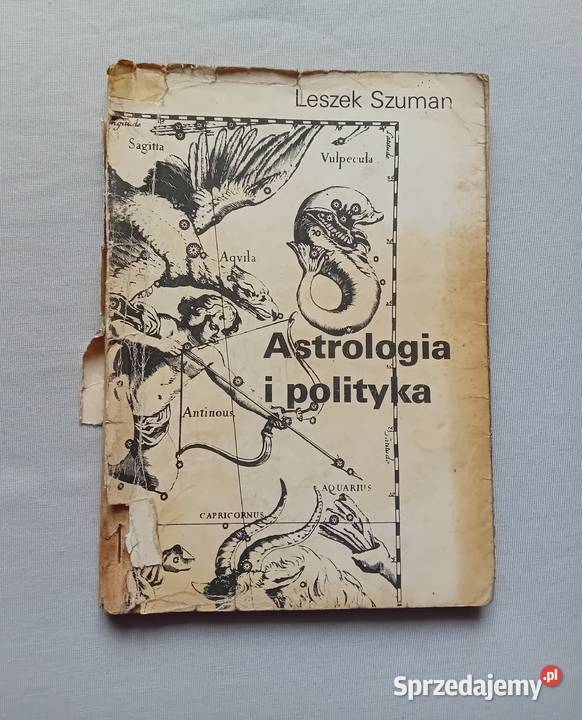 Leszek Szuman
Sagitta
Vulpecula
Aqvila
Astrologia
i polityka
Antinous
AQUARIUS
CAPRICORNUS
Sprzedajemy.pl